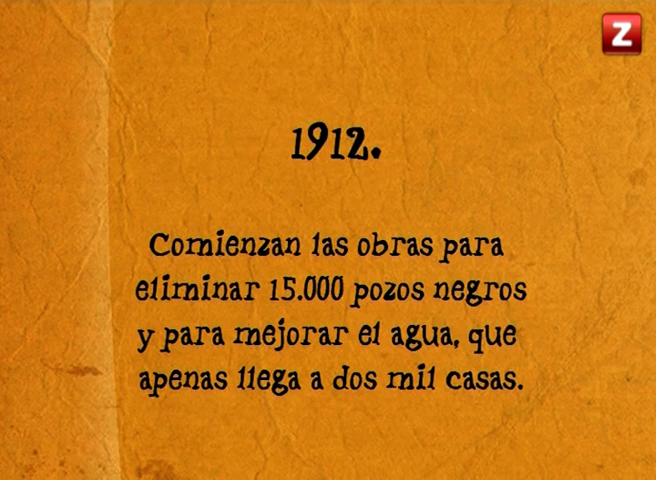 Z
1912.
Comienzan las obras para
eliminar 15.000 pozos negros
y para mejorar el agua, que
apenas llega a dos mil casas.